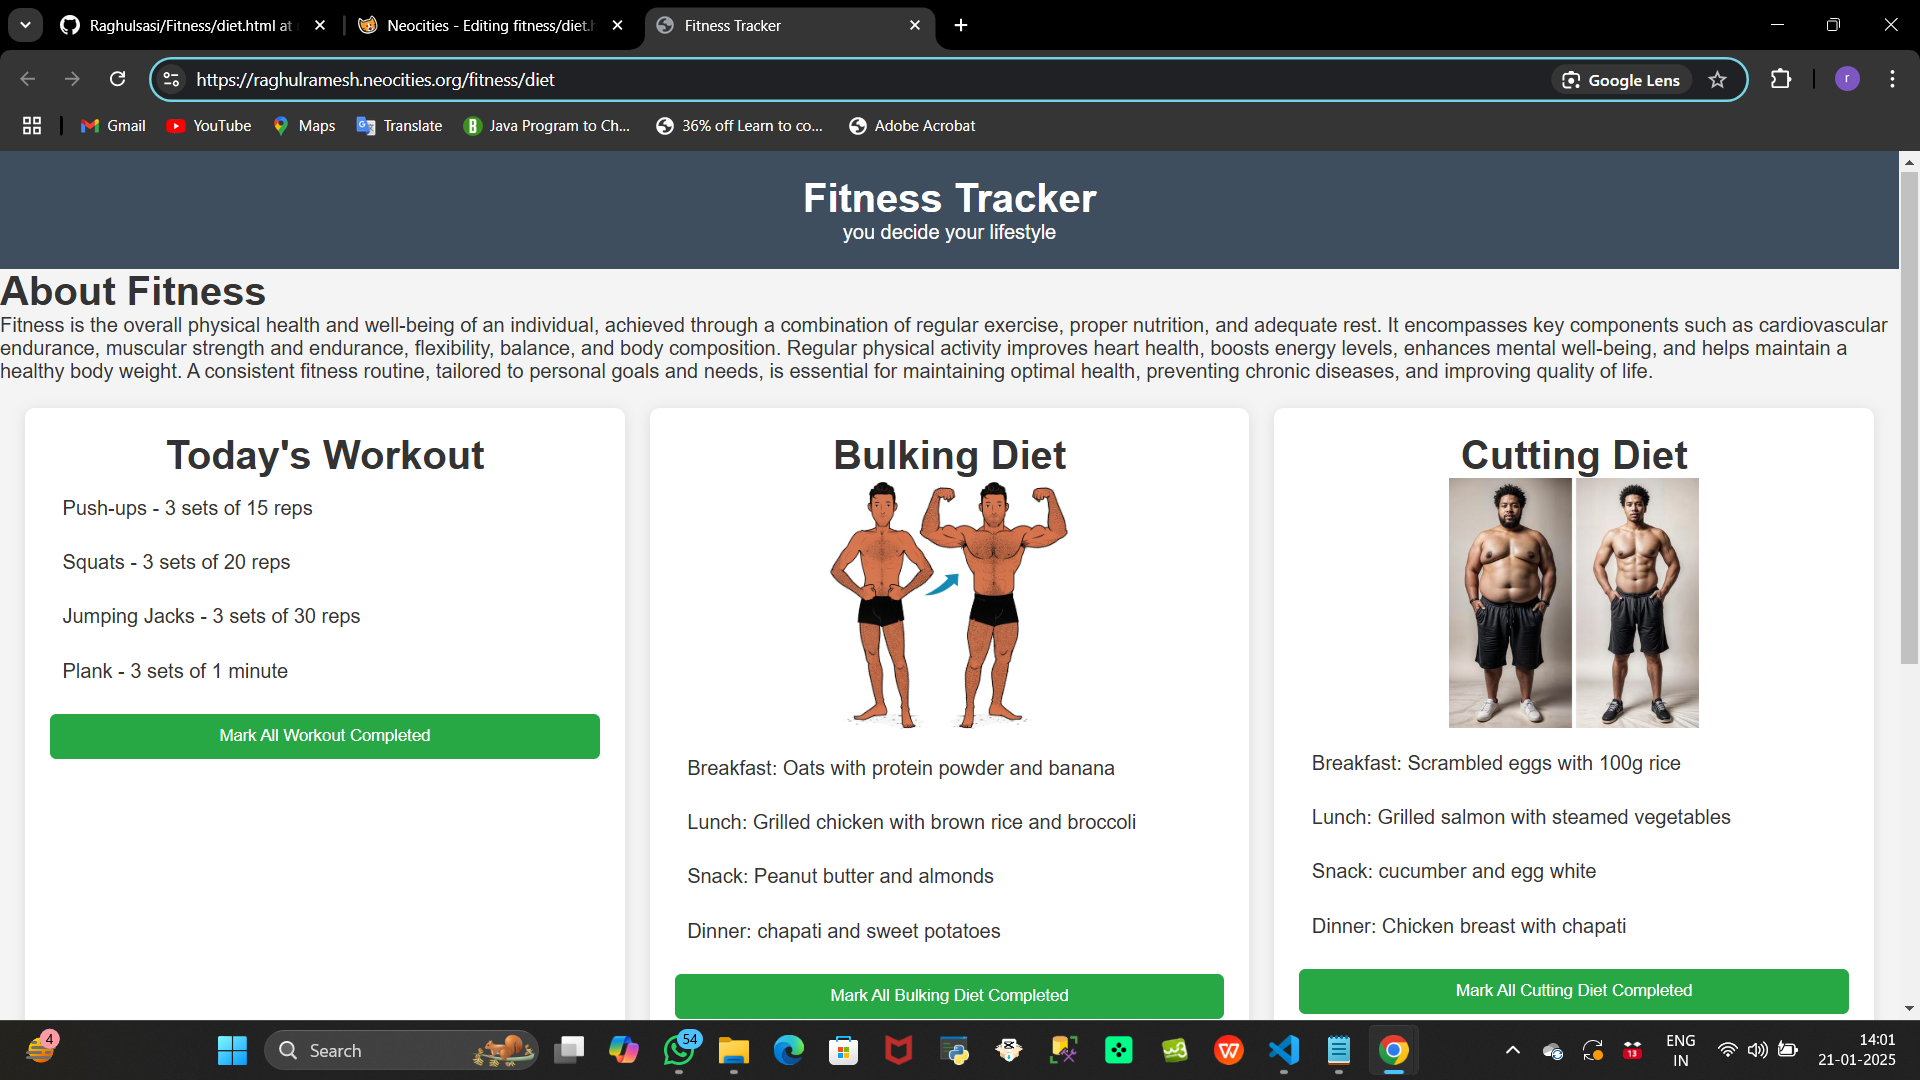 Raghulsasi/Fitness/diet.html at
Neocities - Editing fitness/diet.h
Fitness Tracker
https://raghulramesh.neocities.org/fitness/diet
Google Lens
r
Gmail
YouTube
Maps
Translate
Java Program to Ch...
36% off Learn to co...
Adobe Acrobat
Fitness Tracker
you decide your lifestyle
About Fitness
Fitness is the overall physical health and well-being of an individual, achieved through a combination of regular exercise, proper nutrition, and adequate rest. It encompasses key components such as cardiovascular
endurance, muscular strength and endurance, flexibility, balance, and body composition. Regular physical activity improves heart health, boosts energy levels, enhances mental well-being, and helps maintain a
healthy body weight. A consistent fitness routine, tailored to personal goals and needs, is essential for maintaining optimal health, preventing chronic diseases, and improving quality of life.
Today's Workout
Push-ups - 3 sets of 15 reps
Squats - 3 sets of 20 reps
Jumping Jacks - 3 sets of 30 reps
Plank - 3 sets of 1 minute
Mark All Workout Completed
Bulking Diet
Breakfast: Oats with protein powder and banana
Lunch: Grilled chicken with brown rice and broccoli
Snack: Peanut butter and almonds
Dinner: chapati and sweet potatoes
Mark All Bulking Diet Completed
Cutting Diet
Breakfast: Scrambled eggs with 100g rice
Lunch: Grilled salmon with steamed vegetables
Snack: cucumber and egg white
Dinner: Chicken breast with chapati
Mark All Cutting Diet Completed
4
Search
54
13
ENG
IN
14:01
21-01-2025